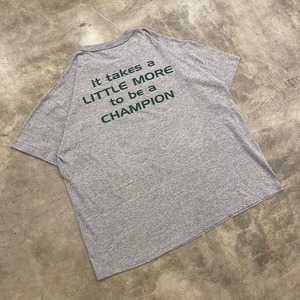 it takes a
LITTLE MORE
to be a
CHAMPION